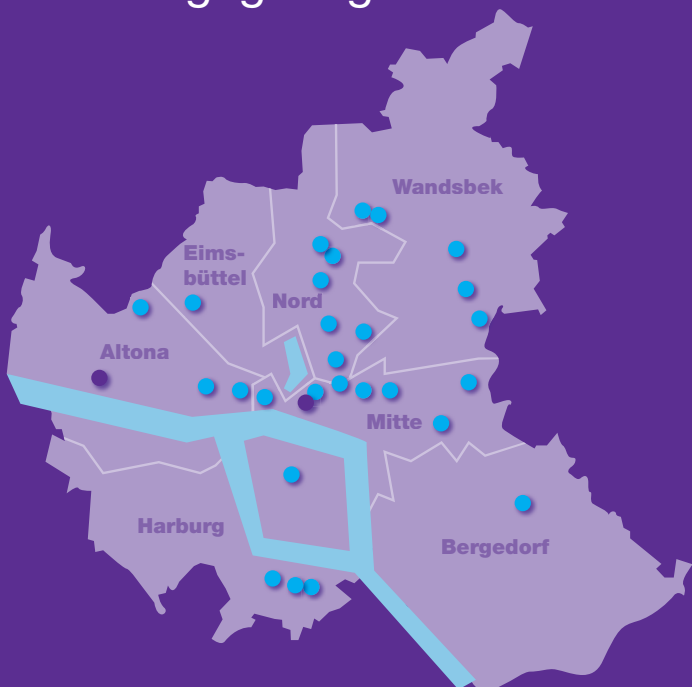 Wandsbek
Eims-
büttel
Nord
Altona
Mitte
Harburg
Bergedorf